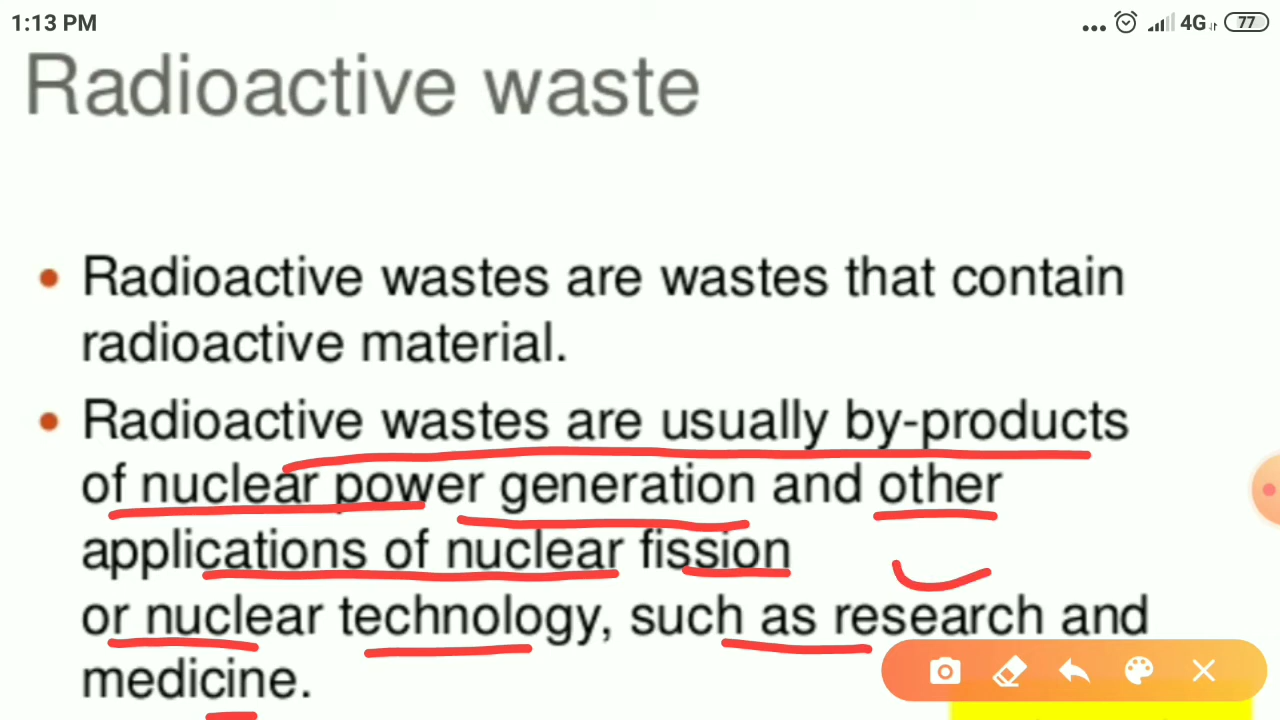 1:13 PM
4G
77
Radioactive waste
• Radioactive wastes are wastes that contain
radioactive material.
• Radioactive wastes are usually by-products
of nuclear power generation and other
applications of nuclear fission
or nuclear technology, such as research and
medicine.